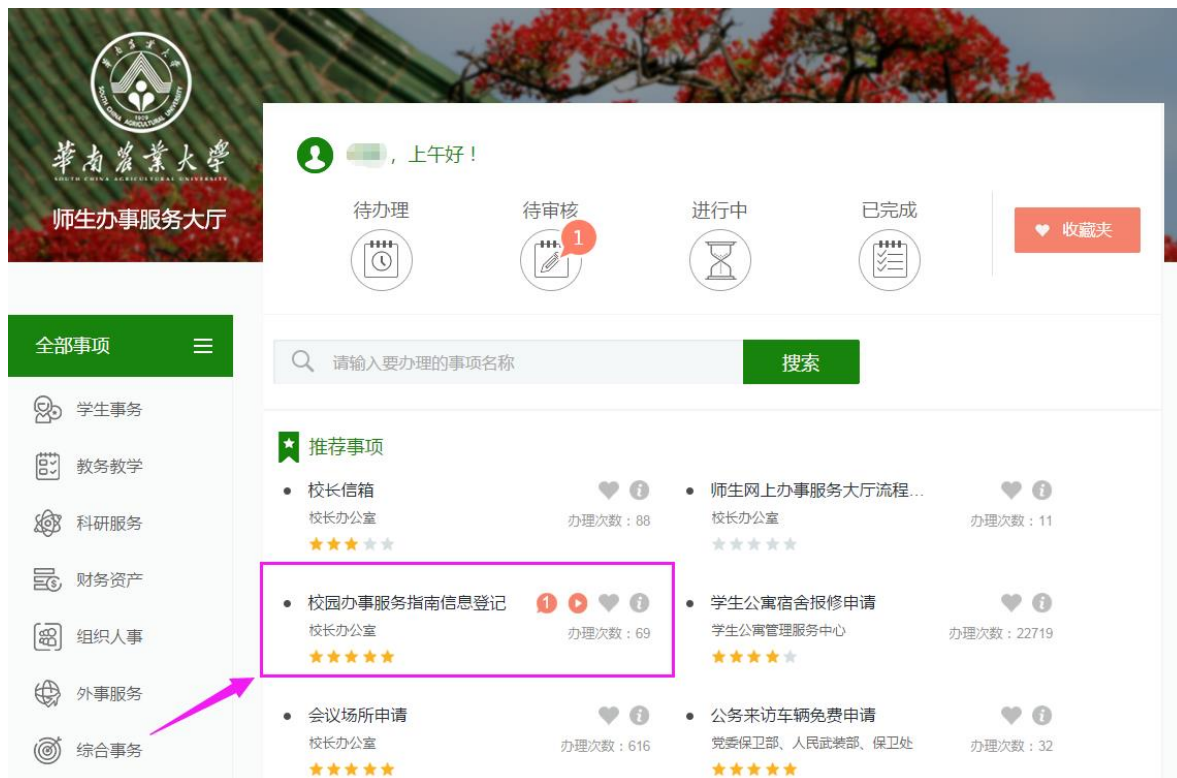 華南农業大學
SOUTH CHINA AGRICULTURAL UNIVERSITY
师生办事服务大厅
，上午好！
待办理
待审核
1
进行中
已完成
收藏夹
全部事项
学生事务
教务教学
科研服务
财务资产
组织人事
外事服务
综合事务
请输入要办理的事项名称
搜索
推荐事项
校长信箱
校长办公室
办理次数：88
师生网上办事服务大厅流程...
校长办公室
办理次数：11
校园办事服务指南信息登记
1
校长办公室
办理次数：69
学生公寓宿舍报修申请
学生公寓管理服务中心
办理次数：22719
会议场所申请
校长办公室
办理次数：616
公务来访车辆免费申请
党委保卫部、人民武装部、保卫处
办理次数：32